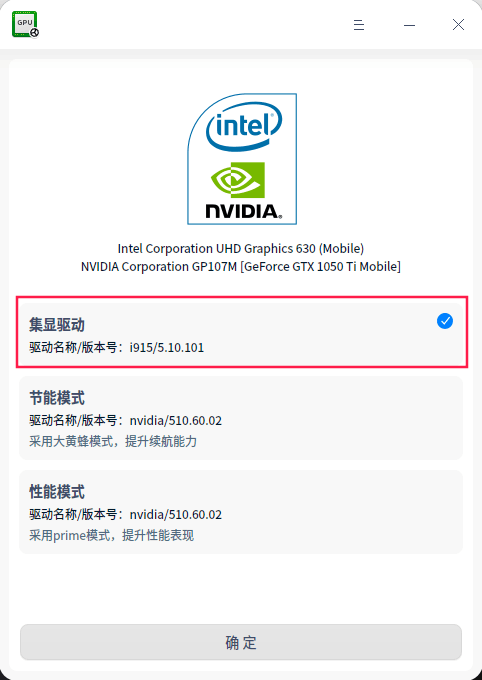 GPU
intel
NVIDIA.
Intel Corporation UHD Graphics 630 (Mobile)
NVIDIA Corporation GP107M [GeForce GTX 1050 Ti Mobile]
集显驱动
驱动名称/版本号：i915/5.10.101
节能模式
驱动名称/版本号：nvidia/510.60.02
采用大黄蜂模式，提升续航能力
性能模式
驱动名称/版本号：nvidia/510.60.02
采用prime模式，提升性能表现
确 定